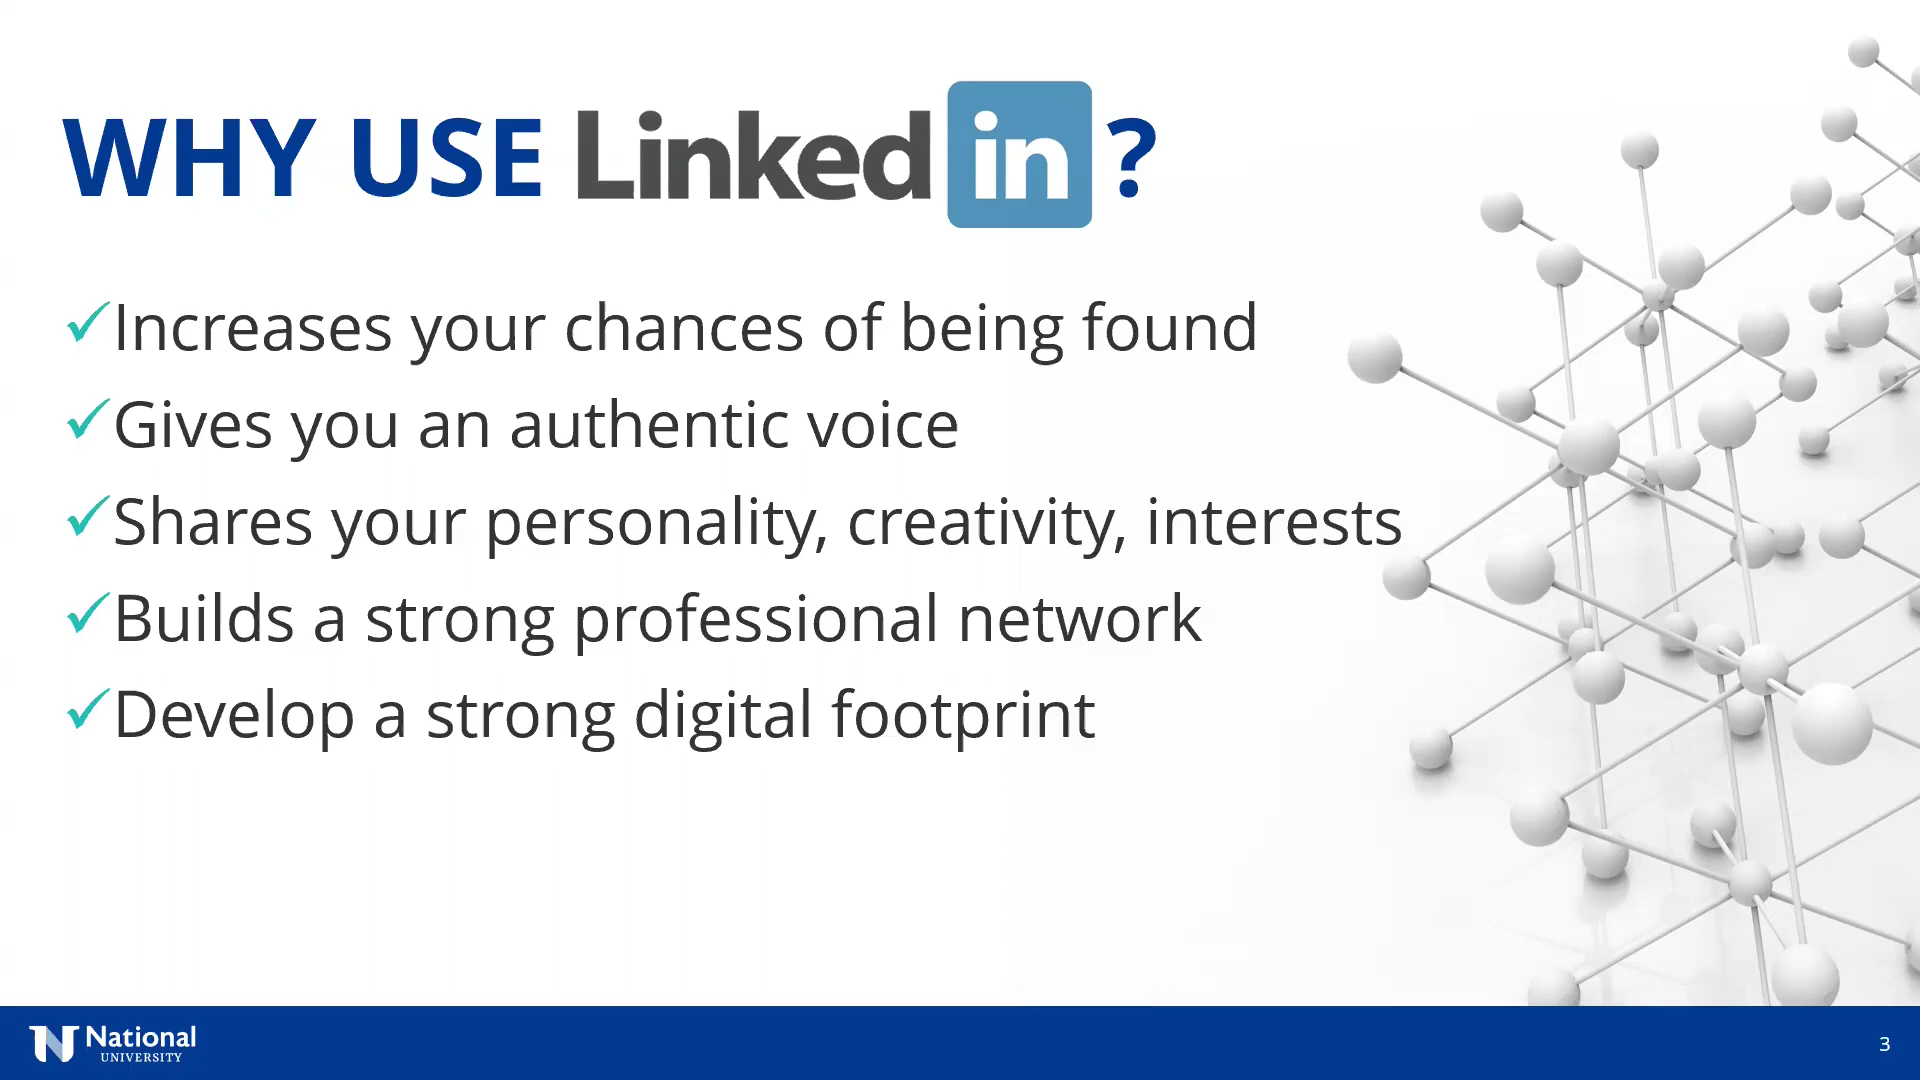 WHY USE Linked in ?
✓Increases your chances of being found
✓Gives you an authentic voice
✓Shares your personality, creativity, interests
✓Builds a strong professional network
✓Develop a strong digital footprint
N National
UNIVERSITY
3